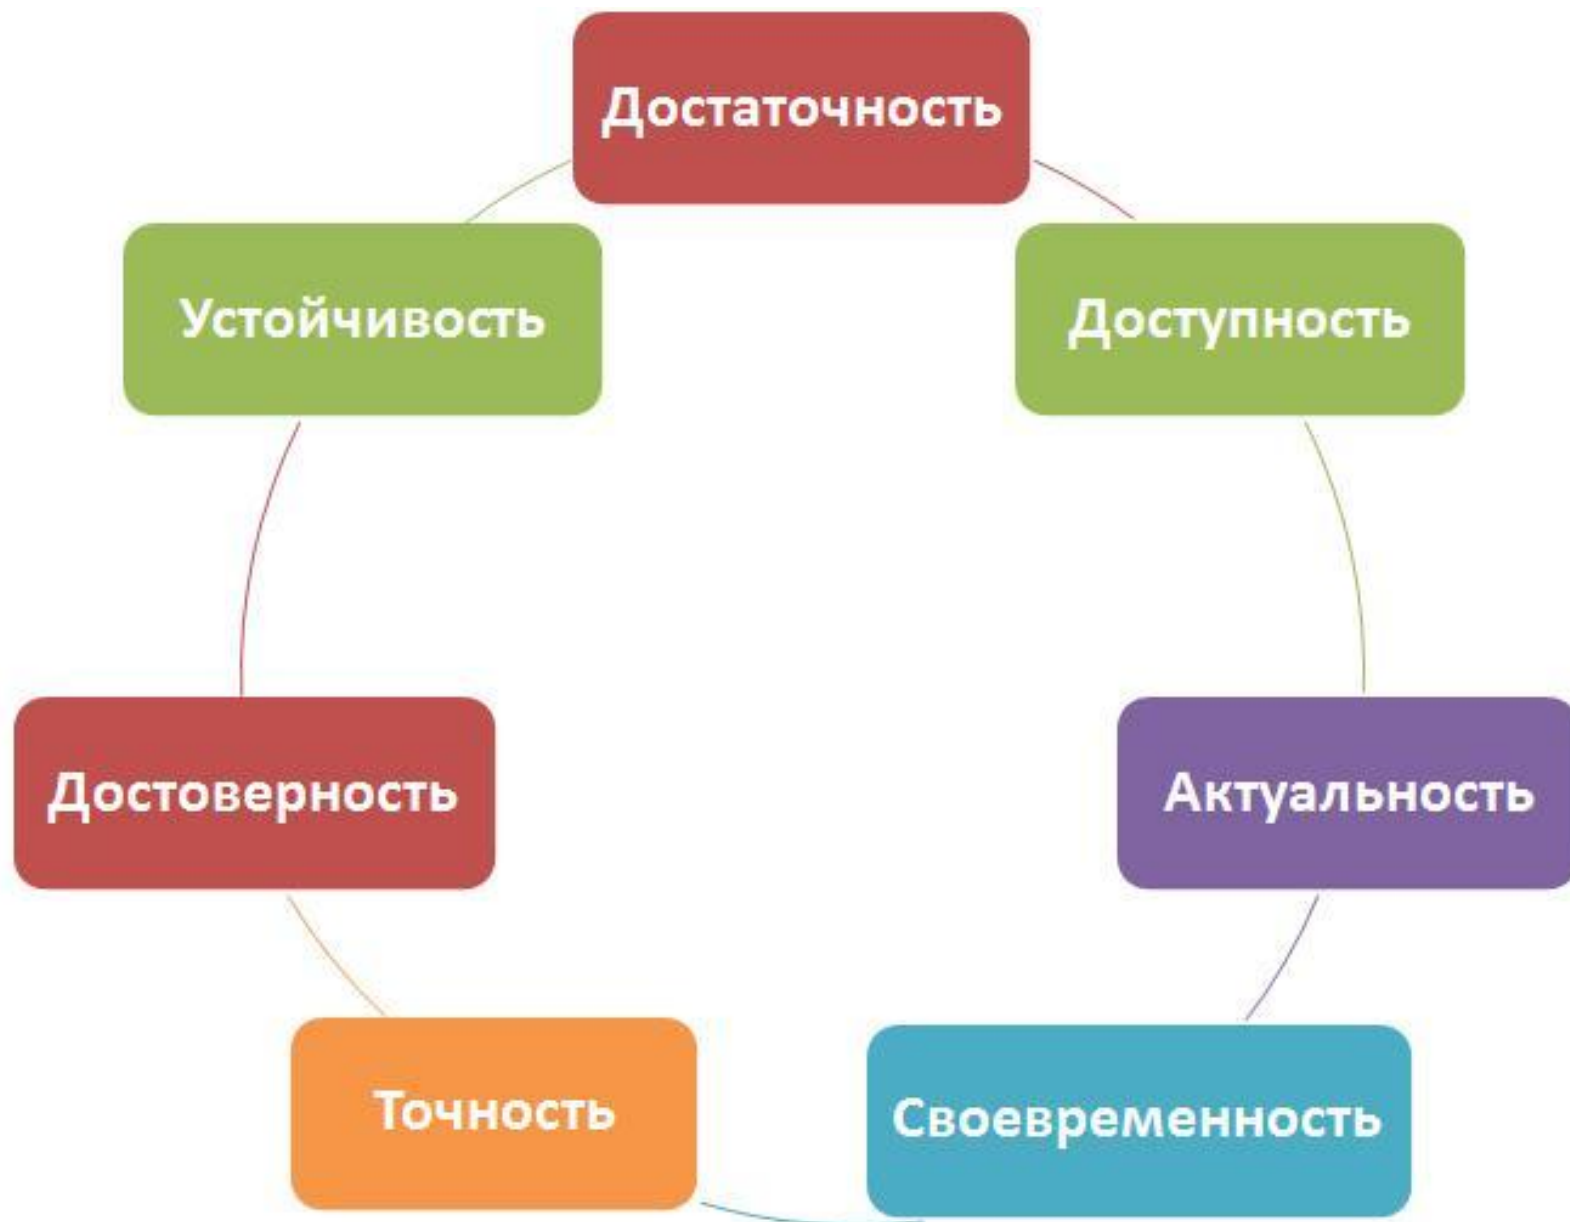 Достаточность
Устойчивость
Доступность
Достоверность
Актуальность
Точность
Своевременность